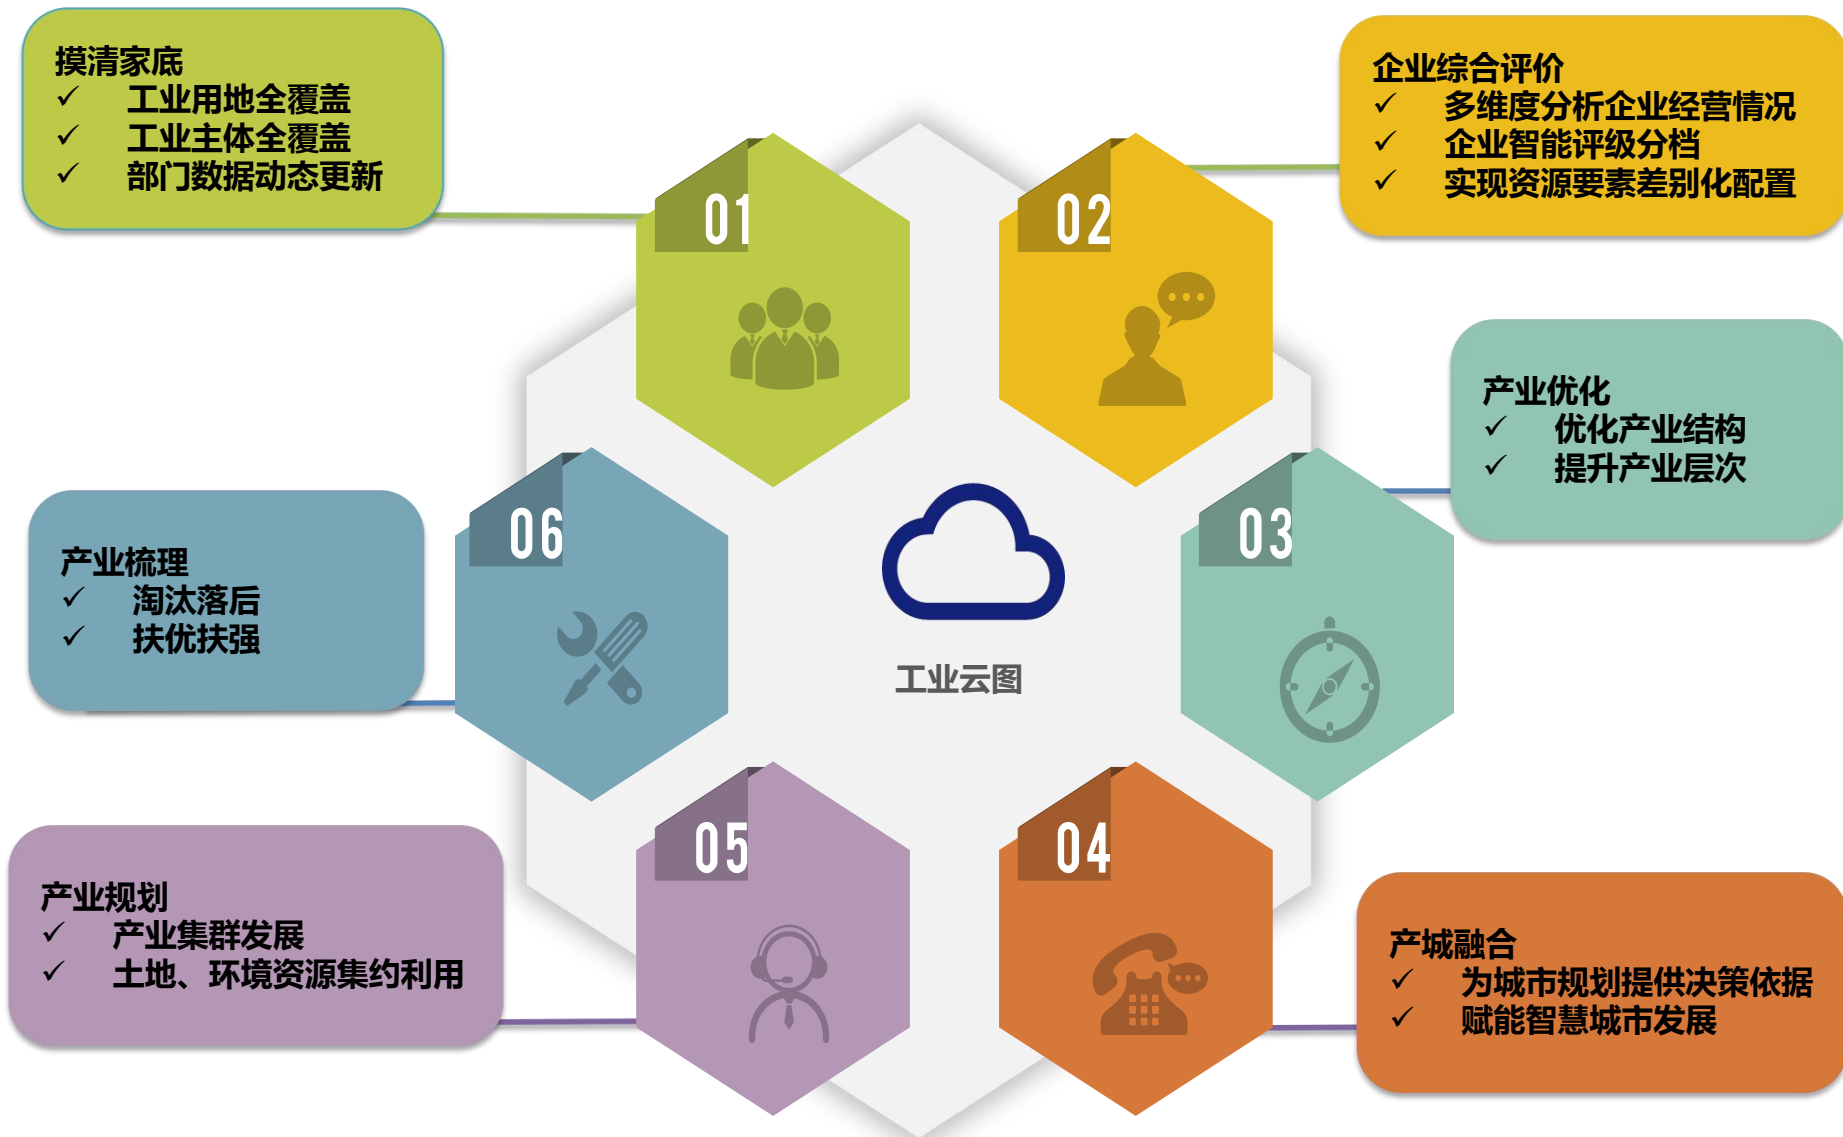 摸清家底
✓ 工业用地全覆盖
✓ 工业主体全覆盖
✓ 部门数据动态更新
01
企业综合评价
✓ 多维度分析企业经营情况
✓ 企业智能评级分档
✓ 实现资源要素差别化配置
02
产业优化
✓ 优化产业结构
✓ 提升产业层次
03
产城融合
✓ 为城市规划提供决策依据
✓ 赋能智慧城市发展
04
产业规划
✓ 产业集群发展
✓ 土地、环境资源集约利用
05
产业梳理
✓ 淘汰落后
✓ 扶优扶强
06
工业云图